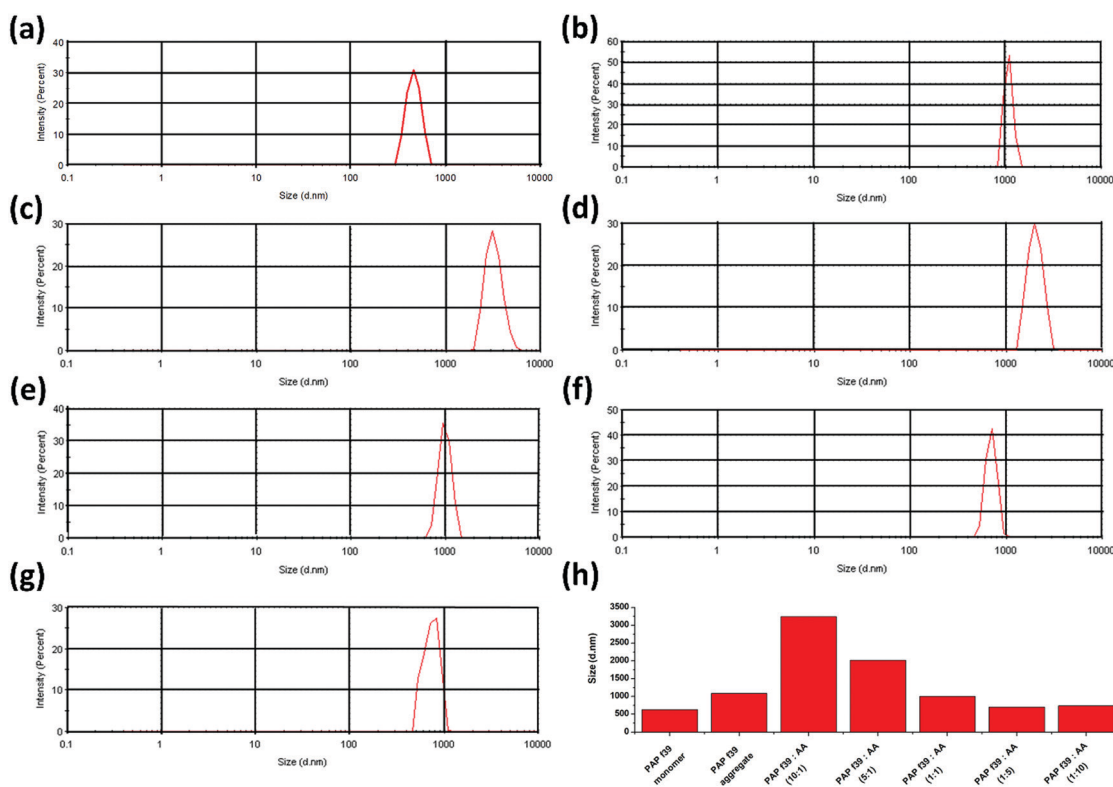 (a)
40
30
20
10
0
Intensity (Percent)
0.1 1 10 100 1000 10000
Size (d.nm)
(b)
60
50
40
30
20
10
0
Intensity (Percent)
0.1 1 10 100 1000 10000
Size (d.nm)
(c)
30
20
10
0
Intensity (Percent)
0.1 1 10 100 1000 10000
Size (d.nm)
(d)
30
20
10
0
Intensity (Percent)
0.1 1 10 100 1000 10000
Size (d.nm)
(e)
40
30
20
10
0
Intensity (Percent)
0.1 1 10 100 1000 10000
Size (d.nm)
(f)
50
40
30
20
10
0
Intensity (Percent)
0.1 1 10 100 1000 10000
Size (d.nm)
(g)
30
20
10
0
Intensity (Percent)
0.1 1 10 100 1000 10000
Size (d.nm)
(h)
3500
3000
2500
2000
1500
1000
500
0
Size (d.nm)
PAP f39
monomer
PAP f39
aggregate
PAP f39 : AA
(10:1)
PAP f39 : AA
(5:1)
PAP f39 : AA
(1:1)
PAP f39 : AA
(1:5)
PAP f39 : AA
(1:10)